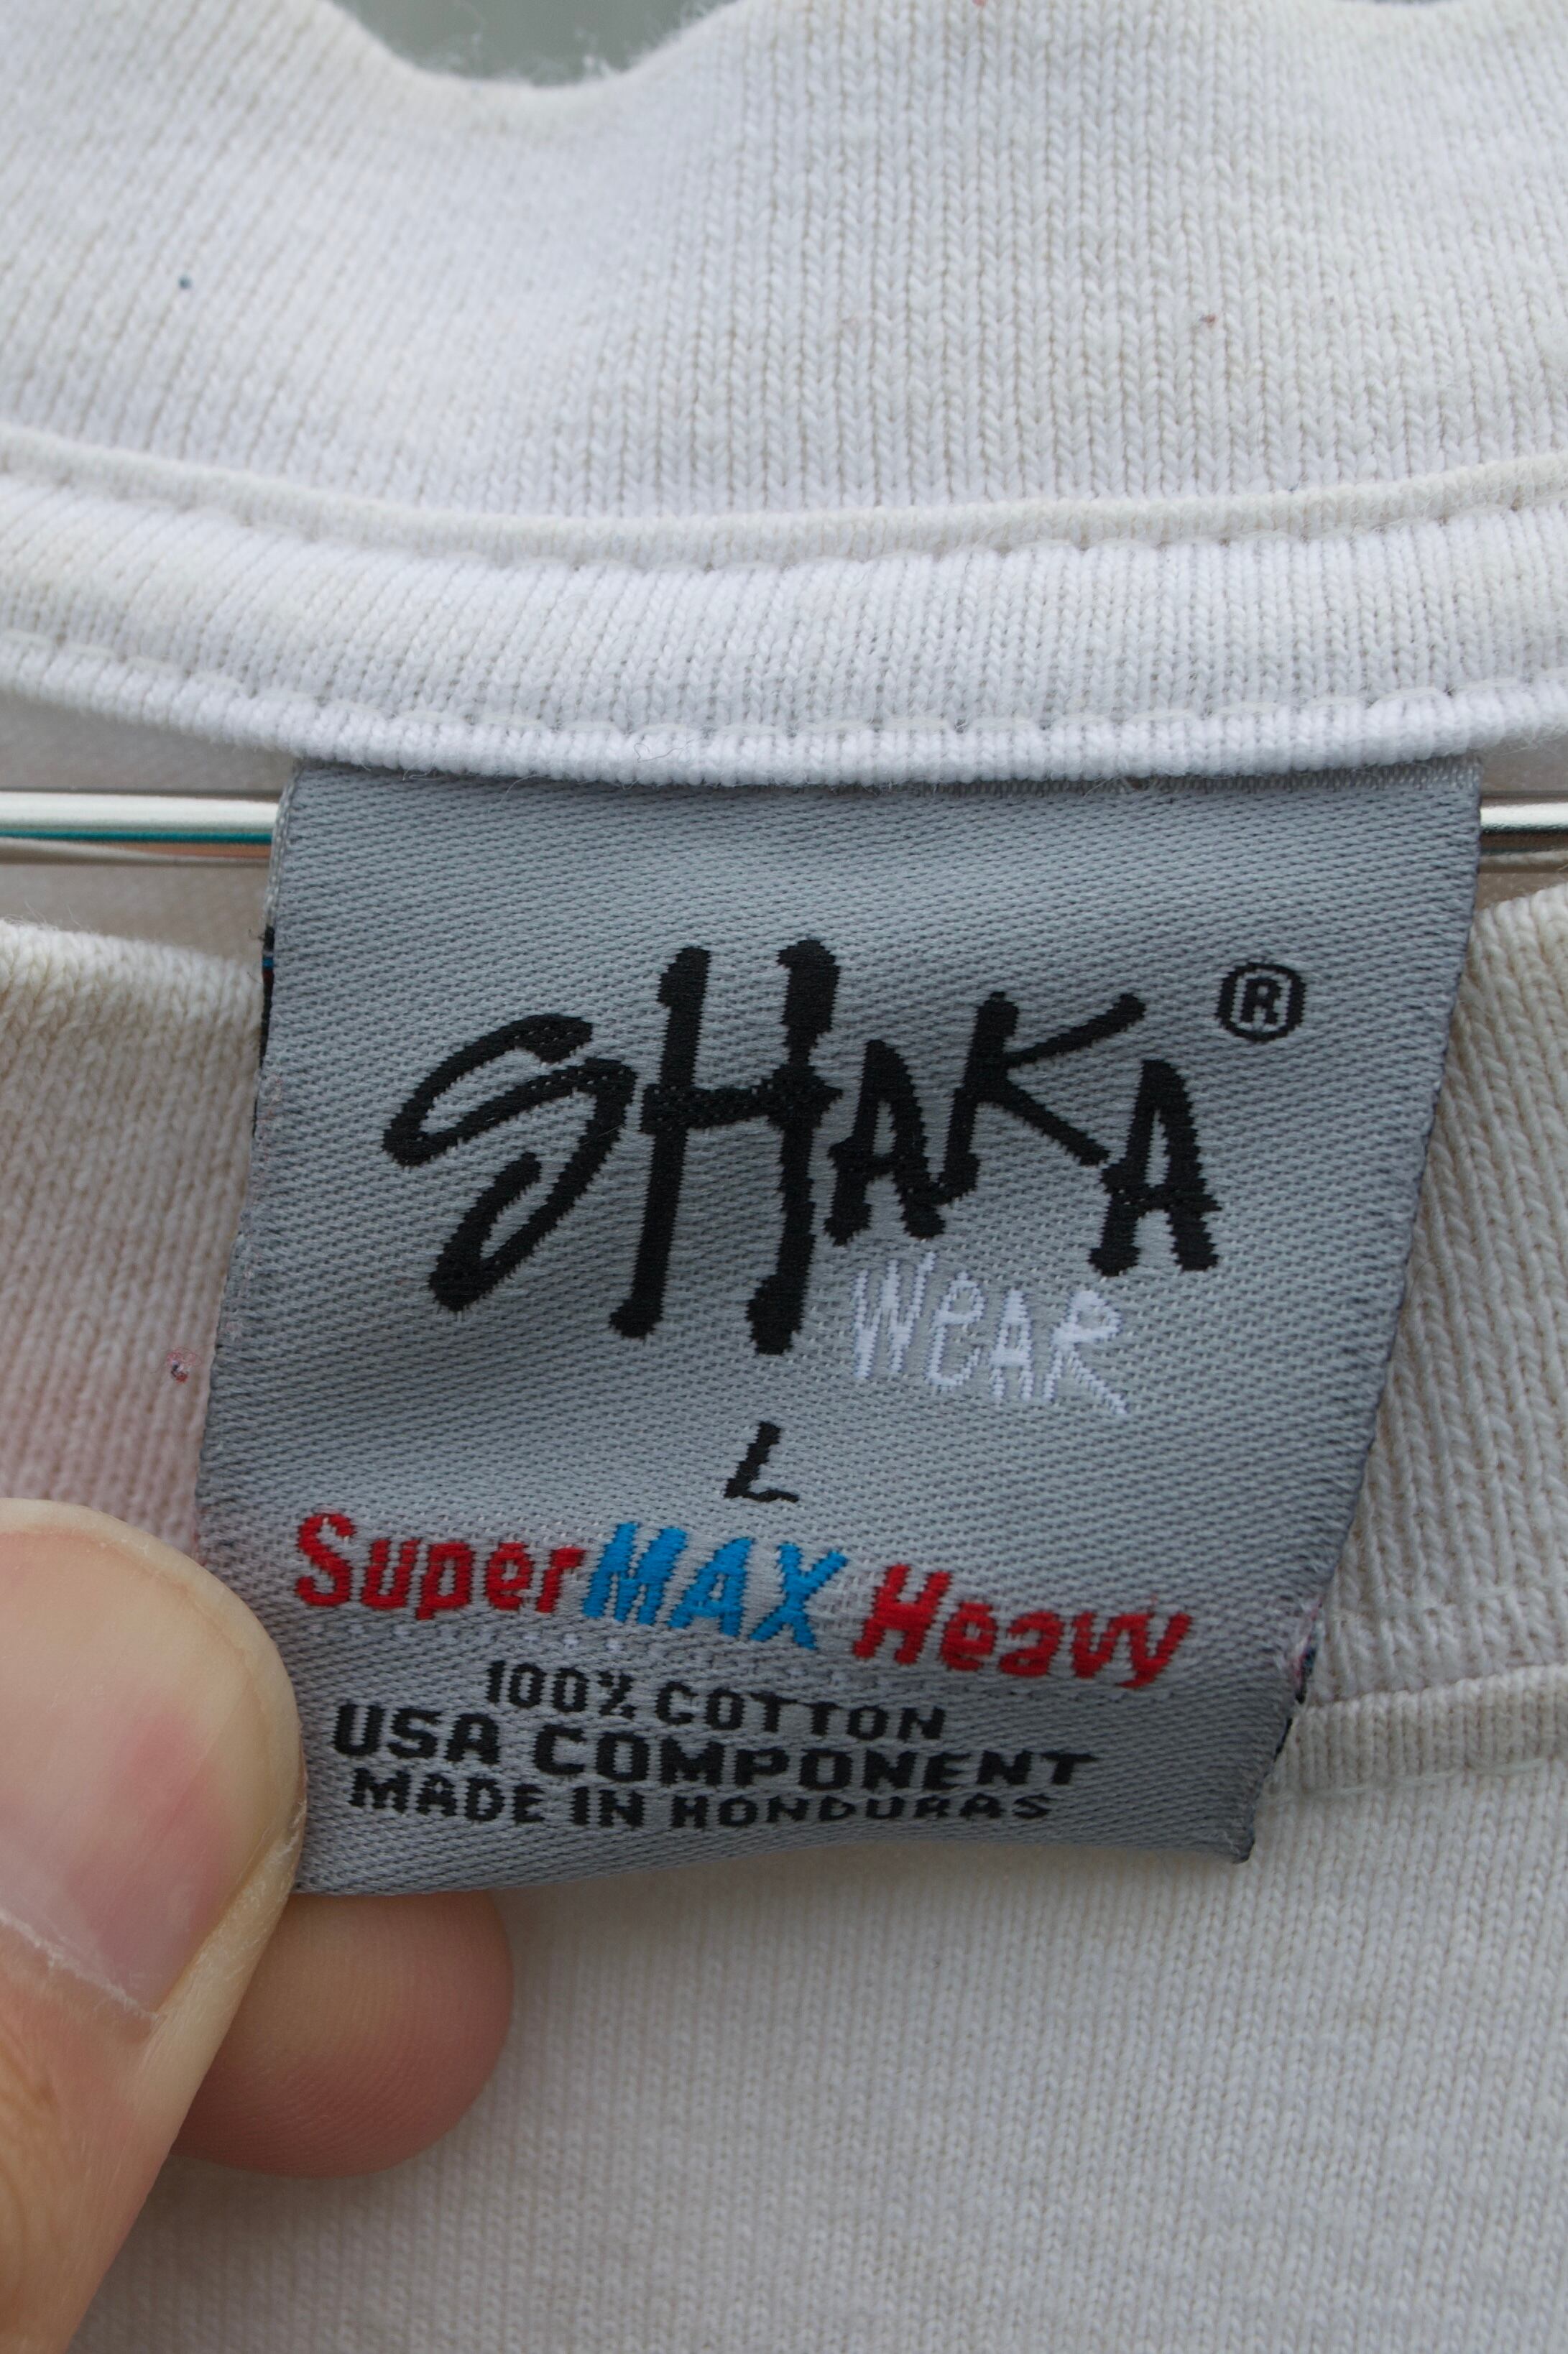 SHAKA ®
WeAR
L
SuperMAX Heavy
100% COTTON
USA COMPONENT
MADE IN HONDURAS